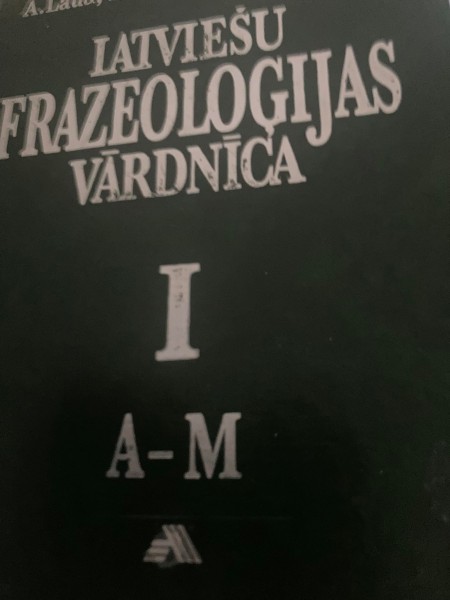 LATVIEŠU
FRAZEOLOĢIJAS
VĀRDNĪCA
I
A-M